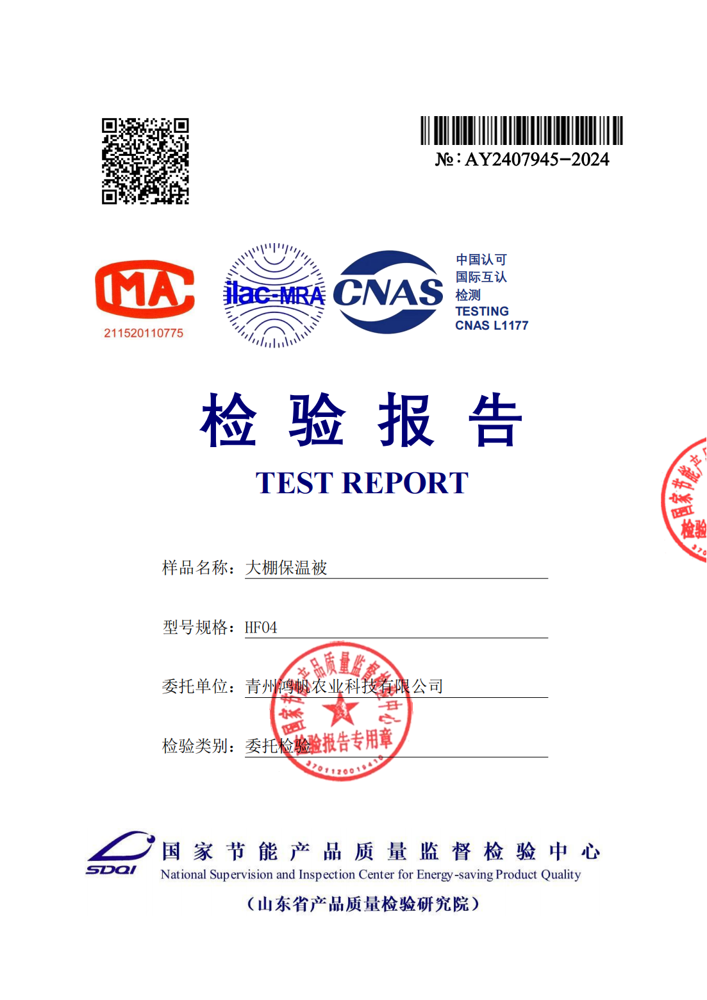 №:AY2407945-2024
CMA
211520110775
ilac-MRA
CNAS
中国认可
国际互认
检测
TESTING
CNAS L1177
检验报告
TEST REPORT
国家节能产品
检验
370
样品名称：大棚保温被
型号规格：HF04
委托单位：青州鸿帆农业科技有限公司
检验类别：委托检验
国家节能产品质量监督检验中心
检验报告专用章
3701120019410
SDQI
国家节能产品质量监督检验中心
National Supervision and Inspection Center for Energy-saving Product Quality
（山东省产品质量检验研究院）